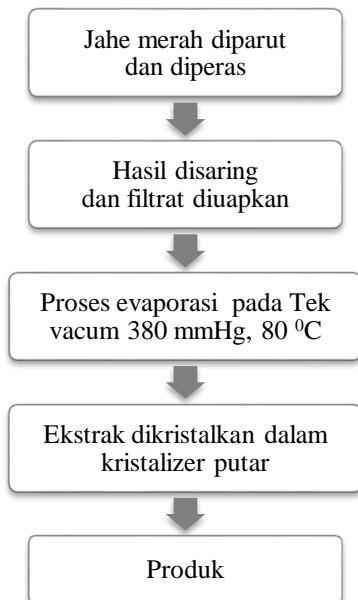 Jahe merah diparut
dan diperas
Hasil disaring
dan filtrat diuapkan
Proses evaporasi pada Tek
vacum 380 mmHg, 80 ⁰C
Ekstrak dikristalkan dalam
kristalizer putar
Produk